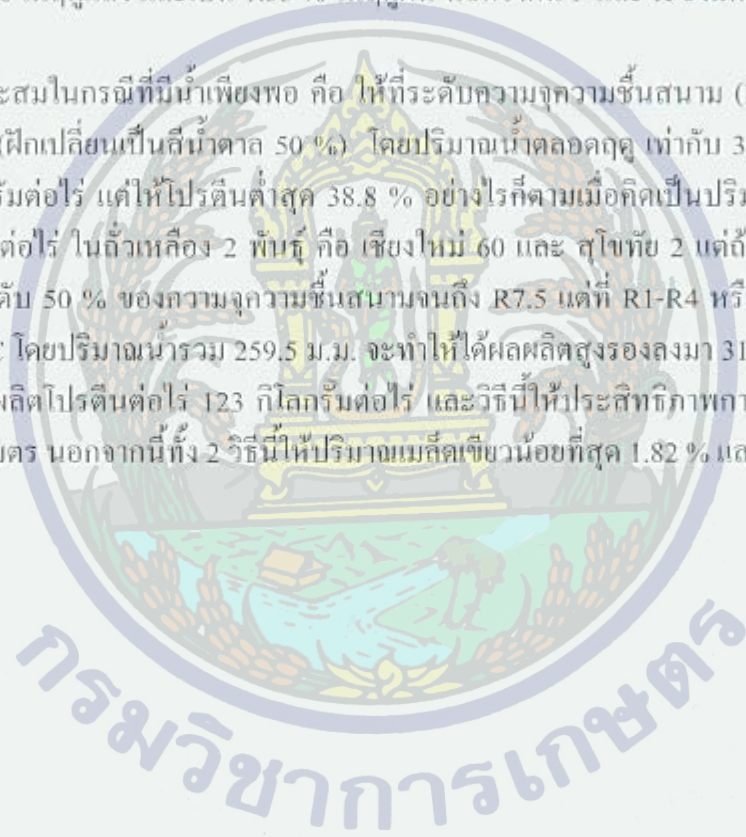 ะสมในกรณีที่มีน้ำเพียงพอ คือ ให้ที่ระดับความจุความชื้นสนาม (
(ฝักเปลี่ยนเป็นสีน้ำตาล 50 %) โดยปริมาณน้ำตลอดฤดู เท่ากับ 3
รัมต่อไร่ แต่ให้โปรตีนต่ำสุด 38.8 % อย่างไรก็ตามเมื่อคิดเป็นปริม
ต่อไร่ ในถั่วเหลือง 2 พันธุ์ คือ เชียงใหม่ 60 และ สุโขทัย 2 แต่ถ้
ดับ 50 % ของความจุความชื้นสนามจนถึง R7.5 แต่ที่ R1-R4 หรื
โดยปริมาณน้ำรวม 259.5 ม.ม. จะทำให้ได้ผลผลิตสูงรองลงมา 31
ผลิตโปรตีนต่อไร่ 123 กิโลกรัมต่อไร่ และวิธีนี้ให้ประสิทธิภาพกา
มตร นอกจากนี้ทั้ง 2 วิธีนี้ให้ปริมาณเมล็ดเขียวน้อยที่สุด 1.82 % แล
กรมวิชาการเกษตร